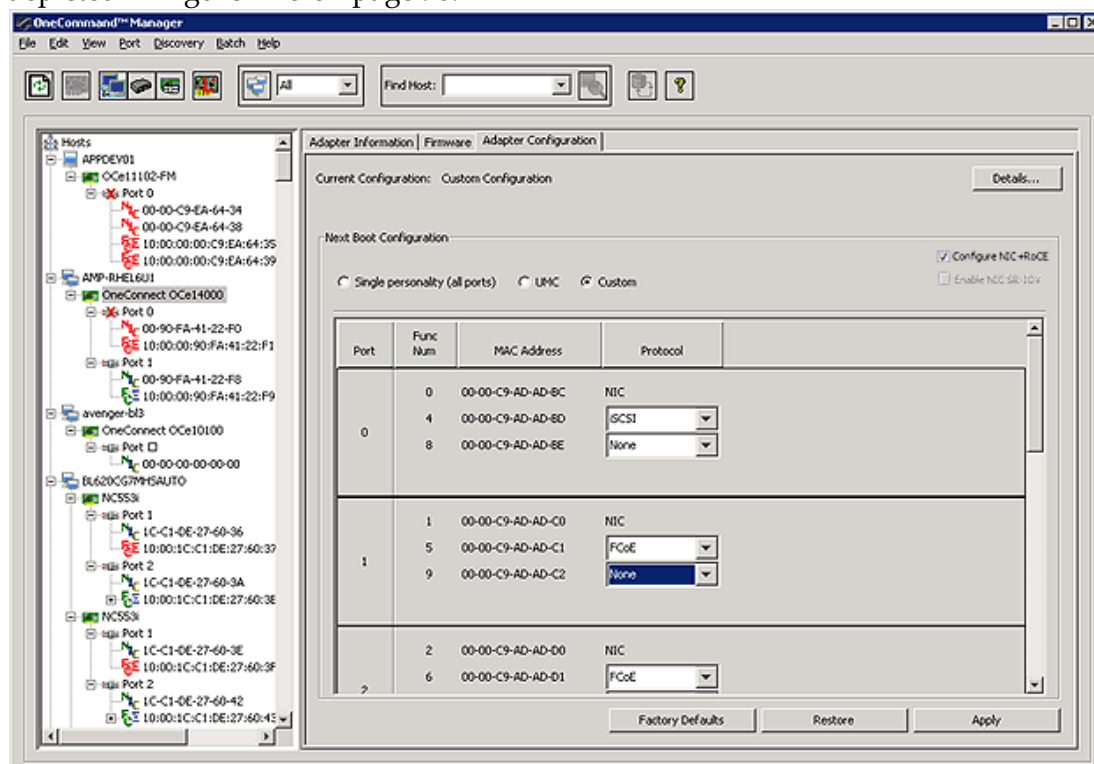 OneCommand™ Manager
File Edit View Port Discovery Batch Help
All
Find Host:
Hosts
APPDEV01
OCe11102-FM
Port 0
00-00-C9-EA-64-34
00-00-C9-EA-64-38
10:00:00:00:C9:EA:64:35
10:00:00:00:C9:EA:64:39
AMP-RHEL6U1
OneConnect OCe14000
Port 0
00-90-FA-41-22-F0
10:00:00:90:FA:41:22:F1
Port 1
00-90-FA-41-22-F8
10:00:00:90:FA:41:22:F9
avenger-bl3
OneConnect OCe10100
Port
00-00-00-00-00-00
BL620CG7MHSAUTO
NC553i
Port 1
1C-C1-DE-27-60-36
10:00:1C:C1:DE:27:60:37
Port 2
1C-C1-DE-27-60-3A
10:00:1C:C1:DE:27:60:3E
NC553i
Port 1
1C-C1-DE-27-60-3E
10:00:1C:C1:DE:27:60:3F
Port 2
1C-C1-DE-27-60-42
10:00:1C:C1:DE:27:60:43
Adapter Information Firmware Adapter Configuration
Current Configuration: Custom Configuration
Details...
Next Boot Configuration
Configure NIC+RoCE
Single personality (all ports) UMC Custom
Enable NIC SR-IOV
Port Func Num MAC Address Protocol
0
0 00-00-C9-AD-AD-BC NIC
4 00-00-C9-AD-AD-BD iSCSI
8 00-00-C9-AD-AD-BE None
1
1 00-00-C9-AD-AD-C0 NIC
5 00-00-C9-AD-AD-C1 FCoE
9 00-00-C9-AD-AD-C2 None
2 00-00-C9-AD-AD-D0 NIC
6 00-00-C9-AD-AD-D1 FCoE
2
Factory Defaults Restore Apply